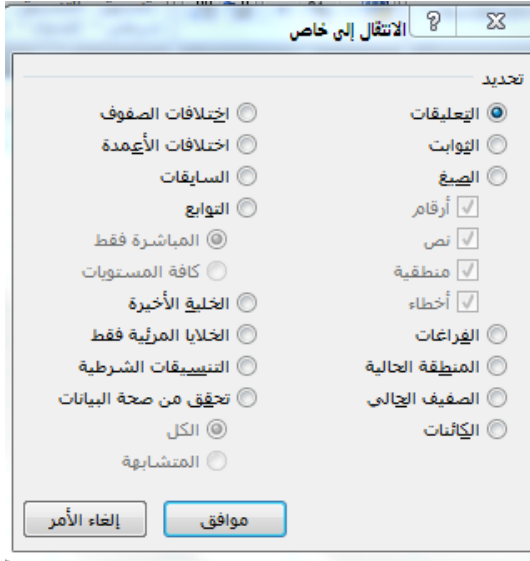 الانتقال إلى خاص
تحديد
التعليقات
الثوابت
الصيغ
أرقام
نص
منطقية
أخطاء
الفراغات
المنطقة الحالية
الصفيف الحالي
الكائنات
اختلافات الصفوف
اختلافات الأعمدة
السابقات
التوابع
المباشرة فقط
كافة المستويات
الخلية الأخيرة
الخلايا المرئية فقط
التنسيقات الشرطية
تحقق من صحة البيانات
الكل
المتشابهة
موافق
إلغاء الأمر